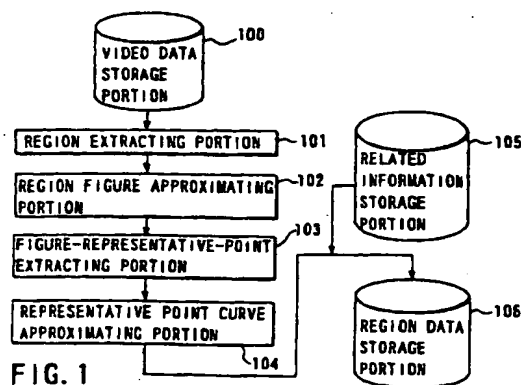 100
VIDEO DATA
STORAGE
PORTION
REGION EXTRACTING PORTION
101
REGION FIGURE APPROXIMATING
PORTION
102
FIGURE-REPRESENTATIVE-POINT
EXTRACTING PORTION
103
REPRESENTATIVE POINT CURVE
APPROXIMATING PORTION
104
RELATED
INFORMATION
STORAGE
PORTION
105
REGION DATA
STORAGE
PORTION
106
FIG. 1